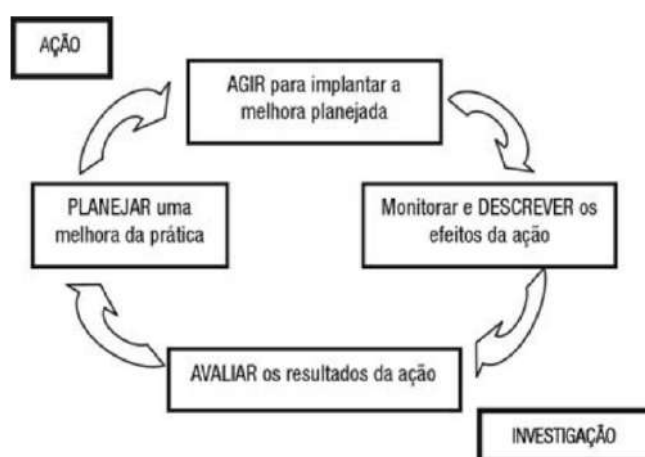 AÇÃO
AGIR para implantar a
melhora planejada
PLANEJAR uma
melhora da prática
Monitorar e DESCREVER os
efeitos da ação
AVALIAR os resultados da ação
INVESTIGAÇÃO